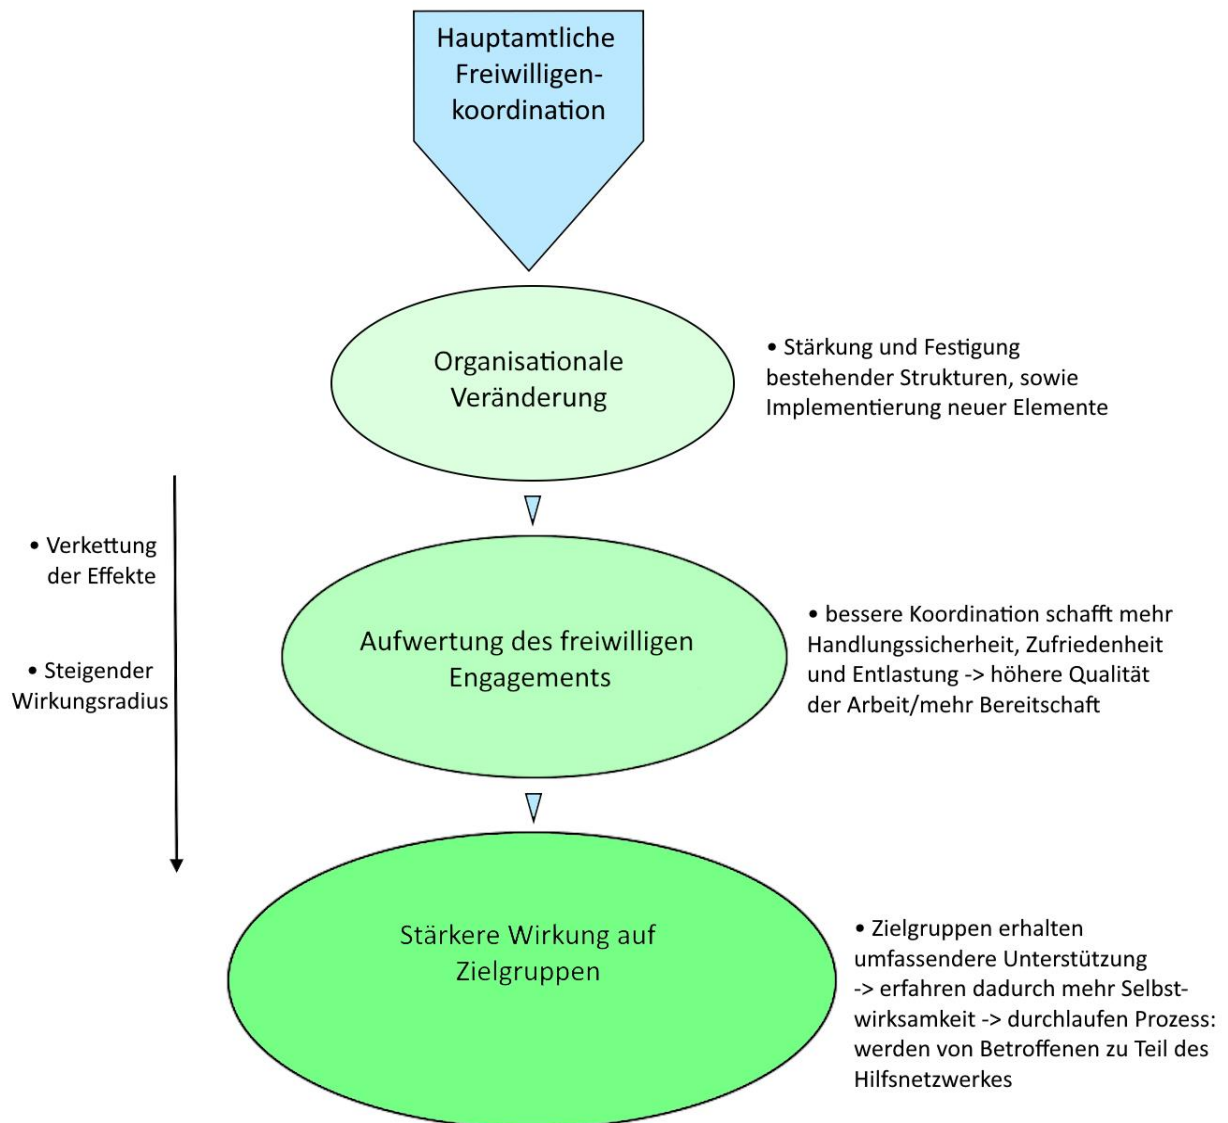 Hauptamtliche
Freiwilligen-
koordination
Organisationale
Veränderung
• Stärkung und Festigung
bestehender Strukturen, sowie
Implementierung neuer Elemente
• Verkettung
der Effekte
• Steigender
Wirkungsradius
Aufwertung des freiwilligen
Engagements
• bessere Koordination schafft mehr
Handlungssicherheit, Zufriedenheit
und Entlastung -> höhere Qualität
der Arbeit/mehr Bereitschaft
Stärkere Wirkung auf
Zielgruppen
• Zielgruppen erhalten
umfassendere Unterstützung
-> erfahren dadurch mehr Selbst-
wirksamkeit -> durchlaufen Prozess:
werden von Betroffenen zu Teil des
Hilfsnetzwerkes